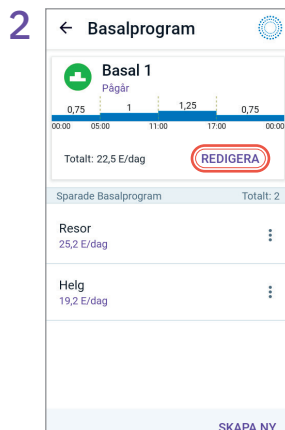 2
Basalprogram
Basal 1
Pågår
0,75 1 1,25 0,75
00:00 05:00 11:00 17:00 00:00
Totalt: 22,5 E/dag REDIGERA
Sparade Basalprogram Totalt: 2
Resor
25,2 E/dag
Helg
19,2 E/dag
SKAPA NY